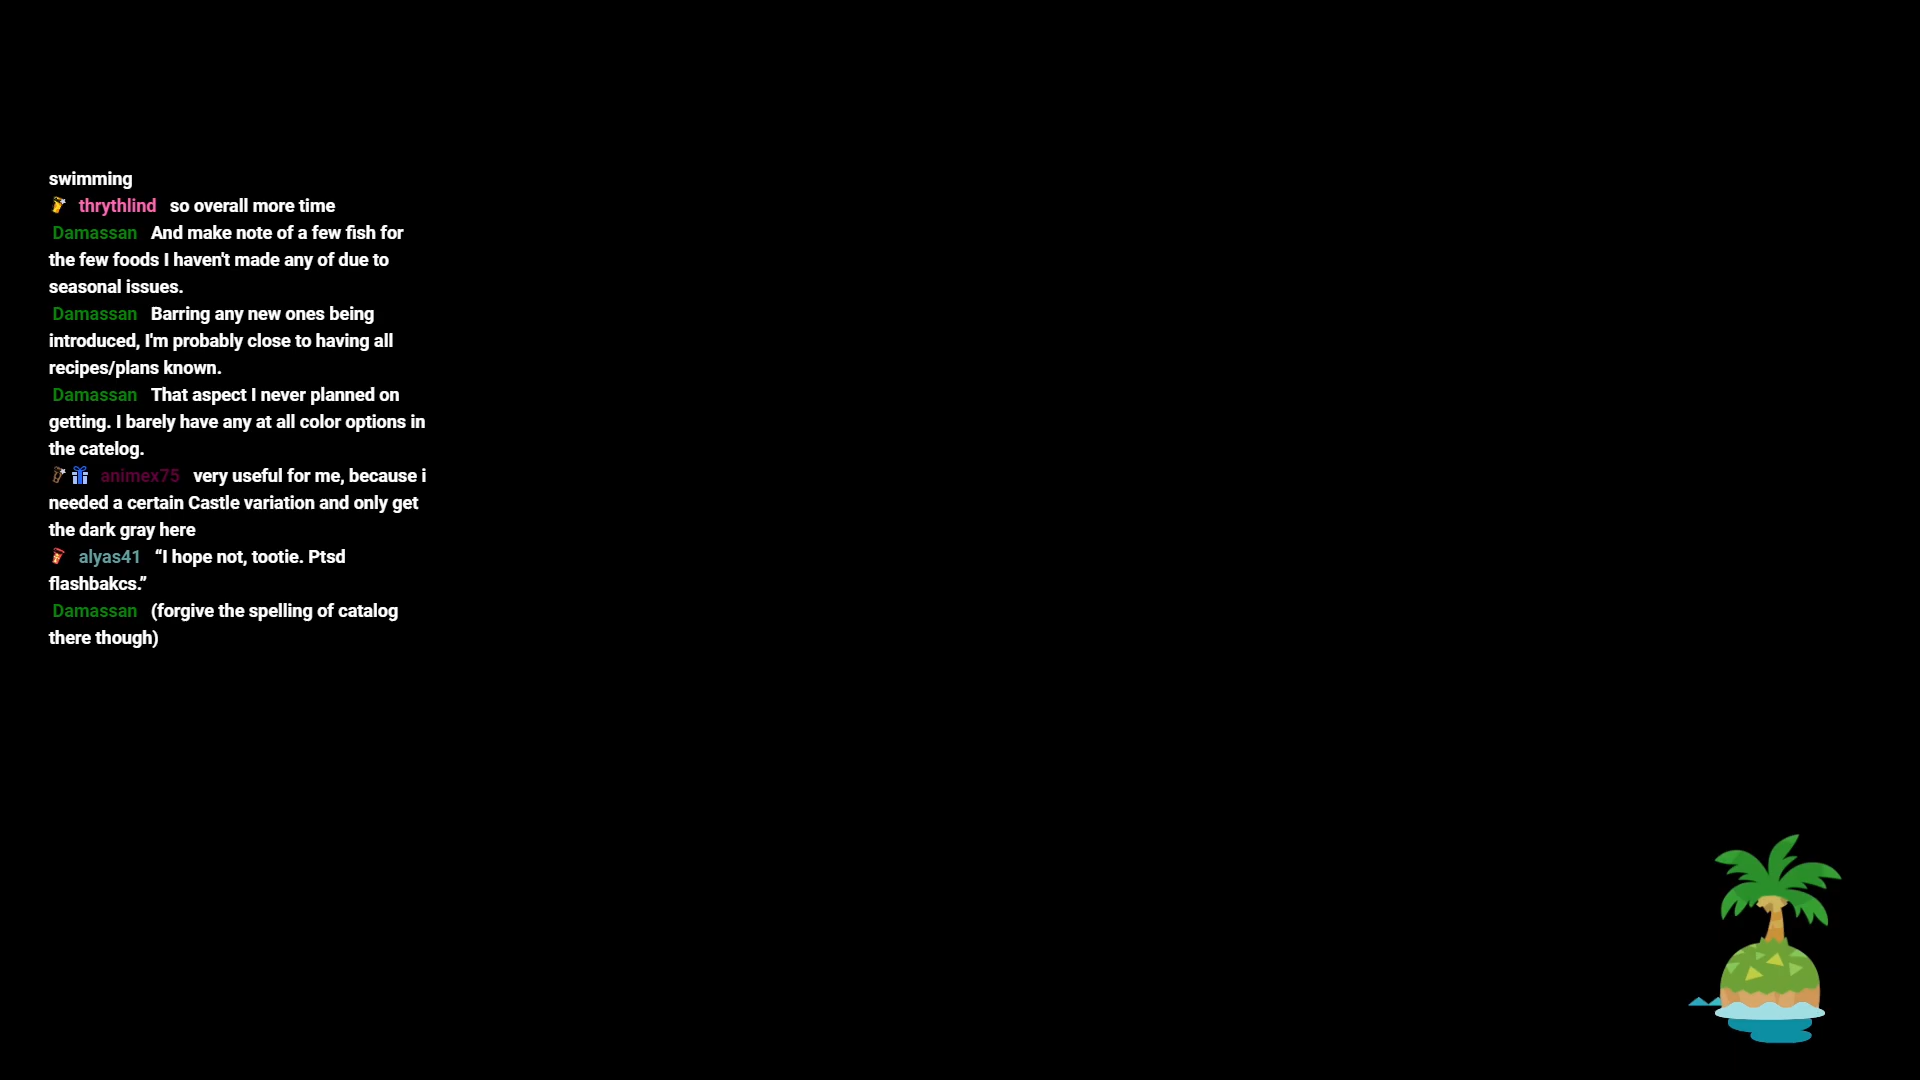 swimming
thrythlind so overall more time
Damassan And make note of a few fish for
the few foods I haven't made any of due to
seasonal issues.
Damassan Barring any new ones being
introduced, I'm probably close to having all
recipes/plans known.
Damassan That aspect I never planned on
getting. I barely have any at all color options in
the catelog.
animex75 very useful for me, because i
needed a certain Castle variation and only get
the dark gray here
alyas41 “I hope not, tootie. Ptsd
flashbakcs.”
Damassan (forgive the spelling of catalog
there though)